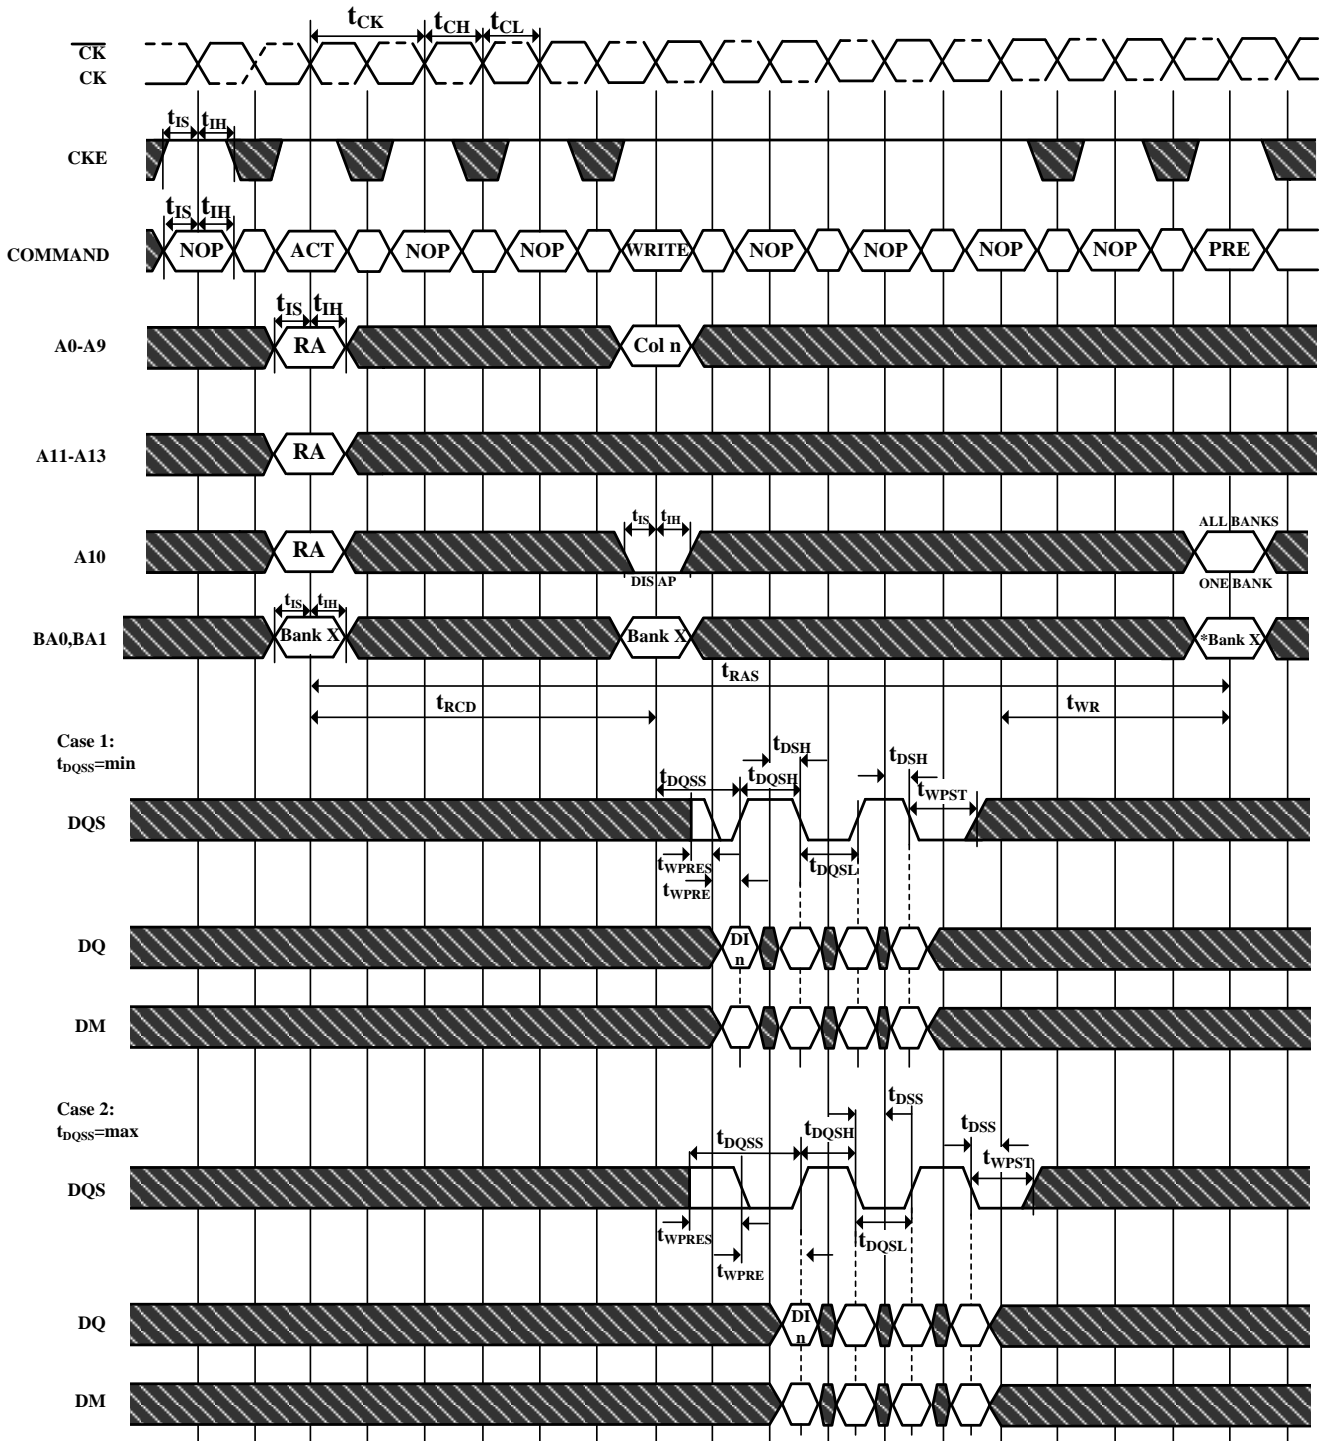 tCK tCH tCL
CK
CK
tIS tIH
CKE
tIS tIH
COMMAND NOP ACT NOP NOP WRITE NOP NOP NOP NOP PRE
tIS tIH
A0-A9 RA Col n
A11-A13 RA
tIS tIH ALL BANKS
A10 RA
DIS AP ONE BANK
tIS tIH
BA0,BA1 Bank X Bank X *Bank X
tRAS
tRCD tWR
Case 1:
tDQSS=min
tDSH tDSH
tDQSS tDQSH tWPST
DQS
tWPRES tDQSL
tWPRE
DQ DI
n
DM
Case 2:
tDQSS=max
tDSS tDSS
tDQSS tDQSH tWPST
DQS
tWPRES tDQSL
tWPRE
DQ DI
n
DM